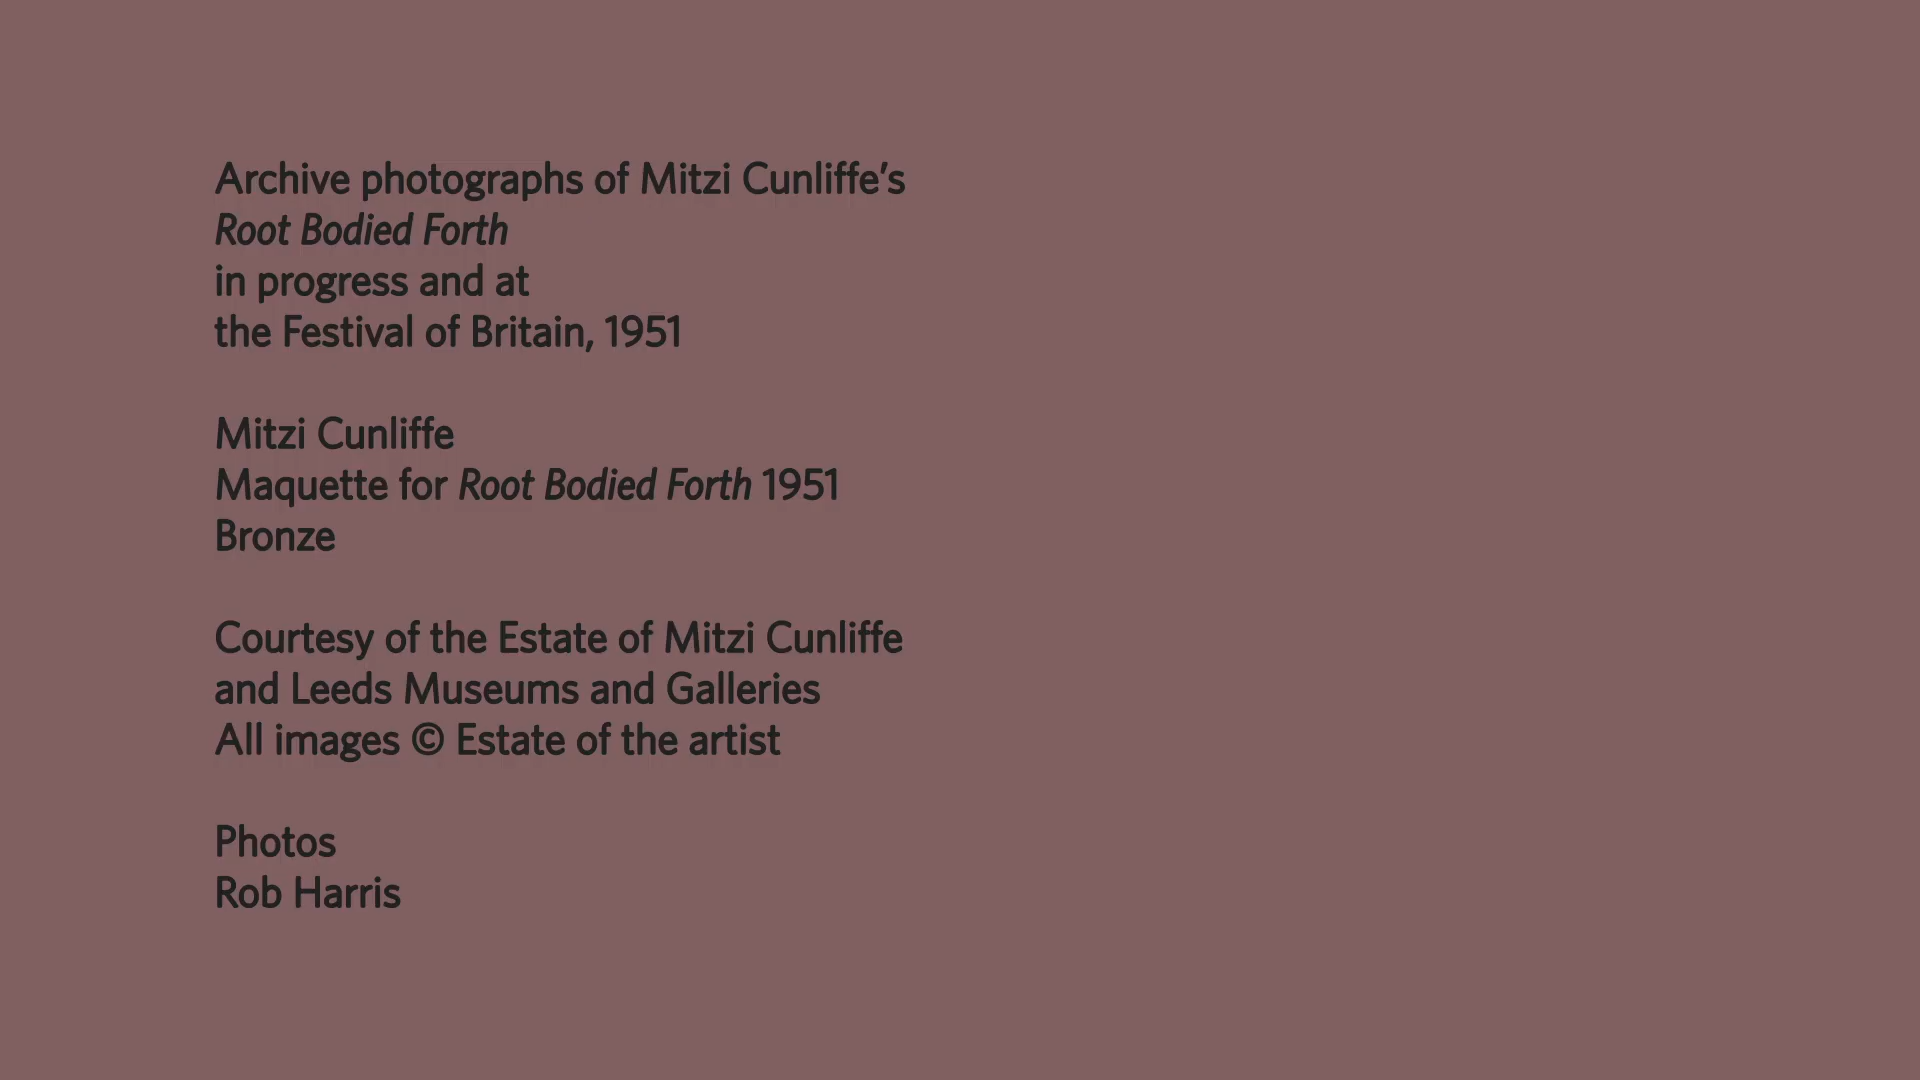 Archive photographs of Mitzi Cunliffe’s
Root Bodied Forth
in progress and at
the Festival of Britain, 1951
Mitzi Cunliffe
Maquette for Root Bodied Forth 1951
Bronze
Courtesy of the Estate of Mitzi Cunliffe
and Leeds Museums and Galleries
All images © Estate of the artist
Photos
Rob Harris